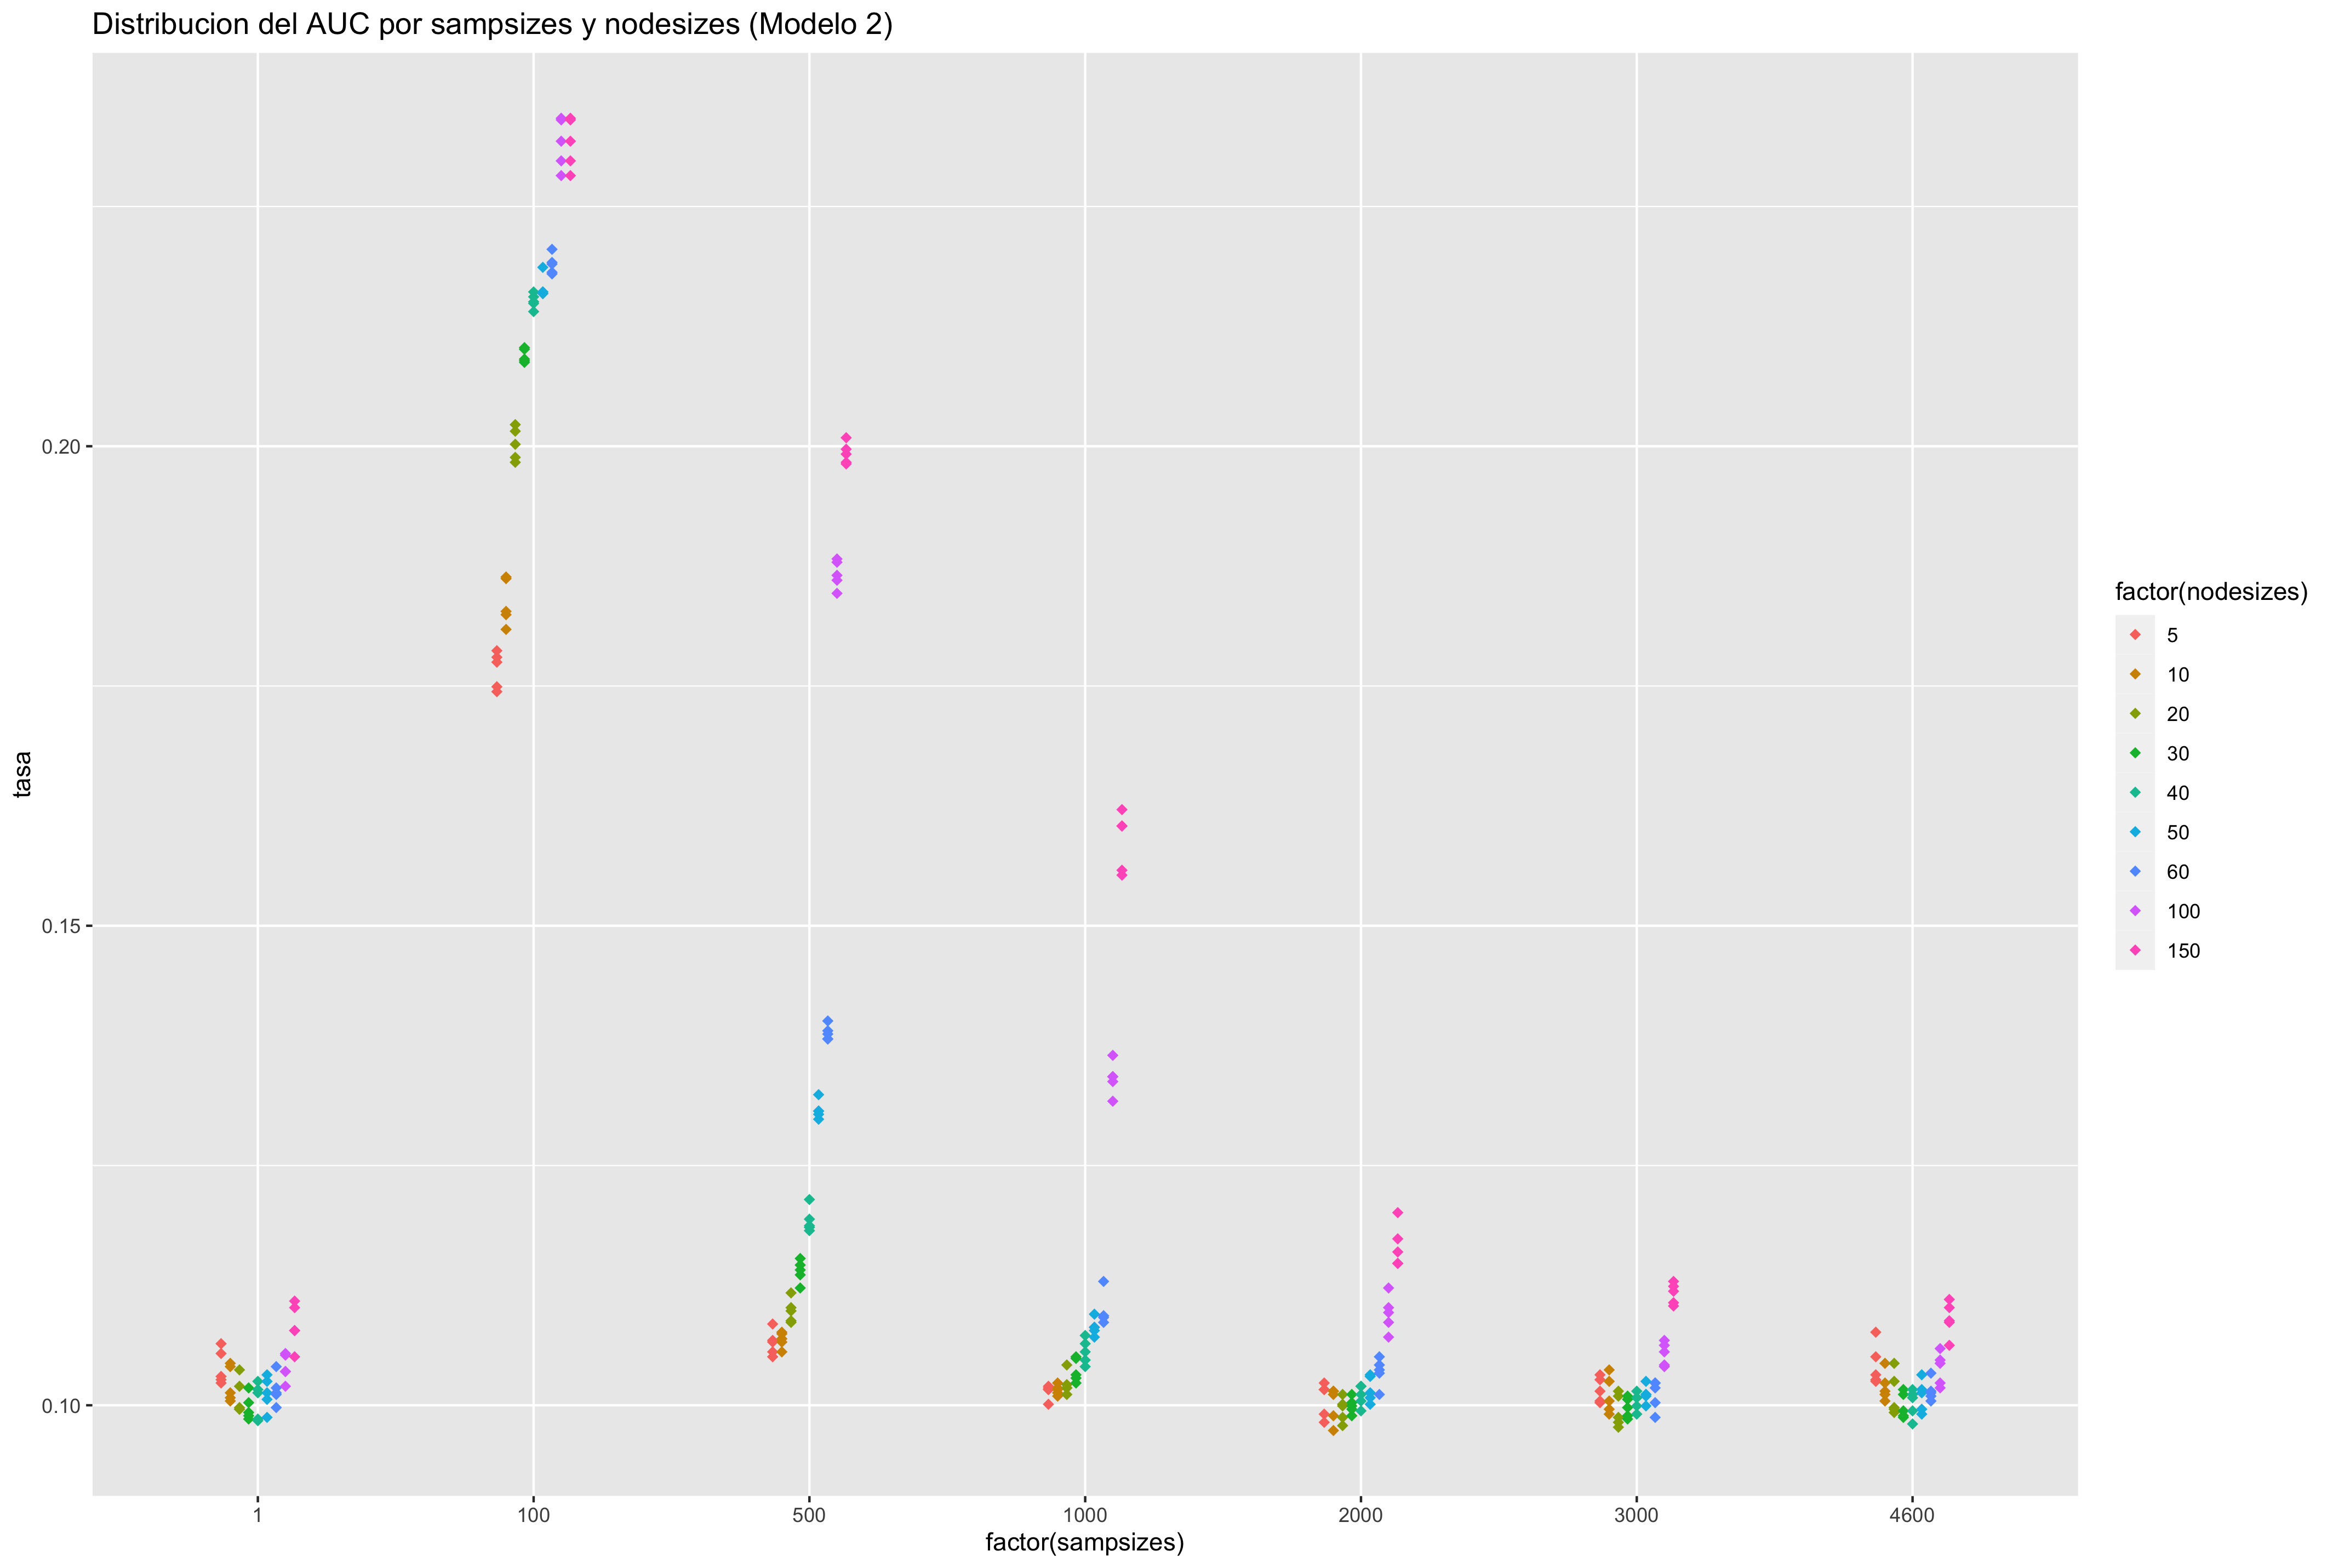 Distribucion del AUC por sampsizes y nodesizes (Modelo 2)
tasa
0.20
0.15
0.10
1 100 500 1000 2000 3000 4600
factor(sampsizes)
factor(nodesizes)
5
10
20
30
40
50
60
100
150